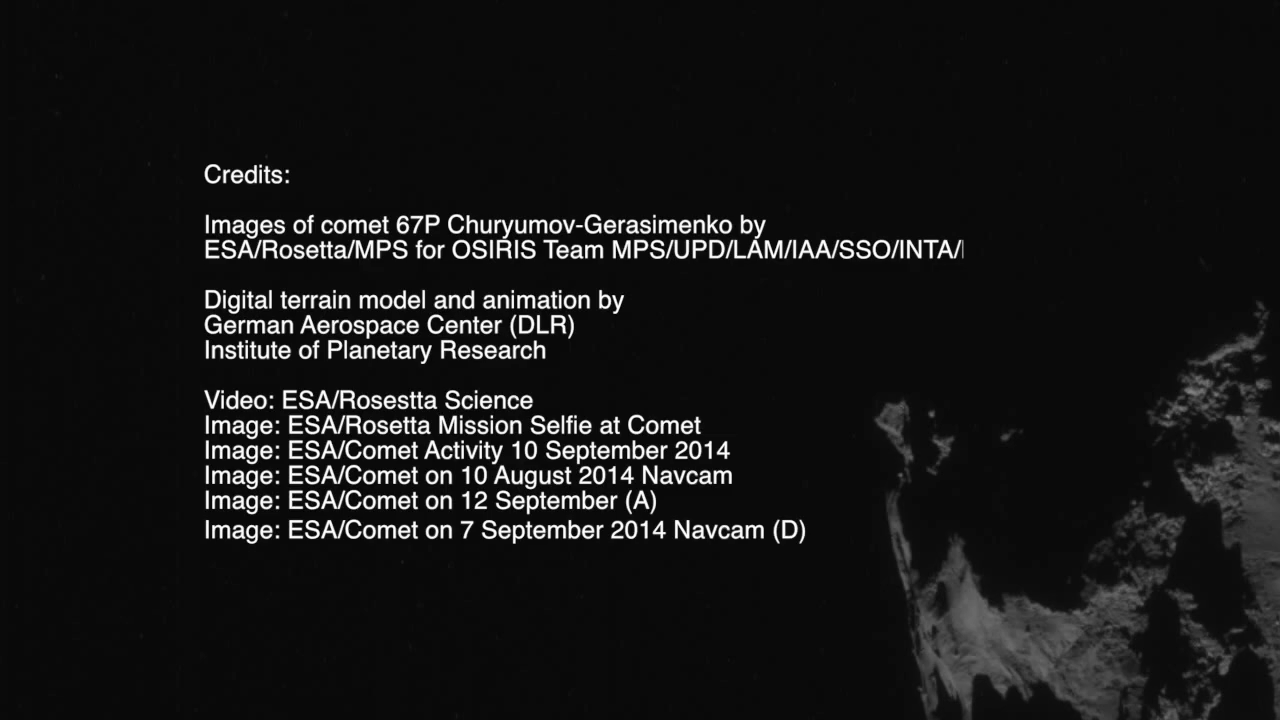 Credits:
Images of comet 67P Churyumov-Gerasimenko by
ESA/Rosetta/MPS for OSIRIS Team MPS/UPD/LAM/IAA/SSO/INTA/
Digital terrain model and animation by
German Aerospace Center (DLR)
Institute of Planetary Research
Video: ESA/Rosestta Science
Image: ESA/Rosetta Mission Selfie at Comet
Image: ESA/Comet Activity 10 September 2014
Image: ESA/Comet on 10 August 2014 Navcam
Image: ESA/Comet on 12 September (A)
Image: ESA/Comet on 7 September 2014 Navcam (D)